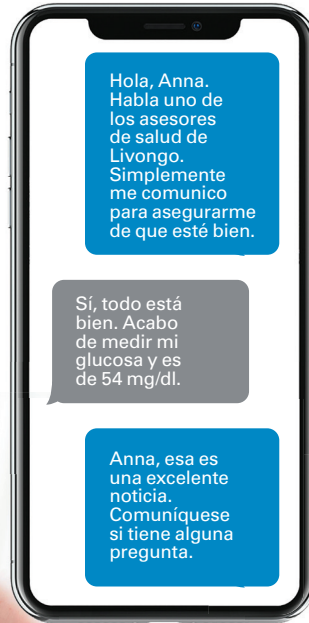 Hola, Anna.
Habla uno de
los asesores
de salud de
Livongo.
Simplemente
me comunico
para asegurarme
de que esté bien.
Sí, todo está
bien. Acabo
de medir mi
glucosa y es
de 54 mg/dl.
Anna, esa es
una excelente
noticia.
Comuníquese
si tiene alguna
pregunta.